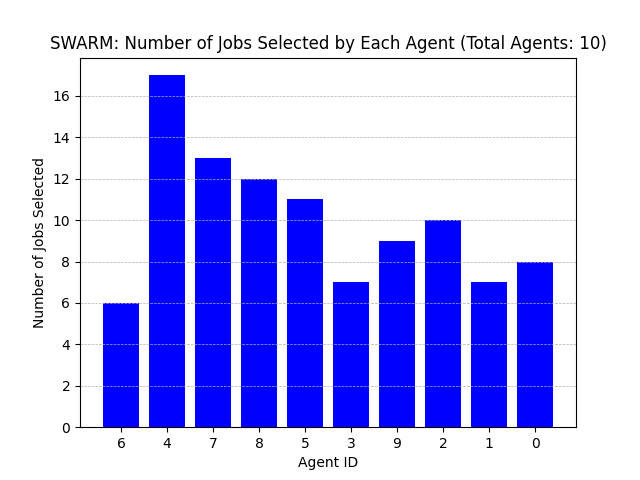 SWARM: Number of Jobs Selected by Each Agent (Total Agents: 10)
Number of Jobs Selected
16
14
12
10
8
6
4
2
0
6 4 7 8 5 3 9 2 1 0
Agent ID